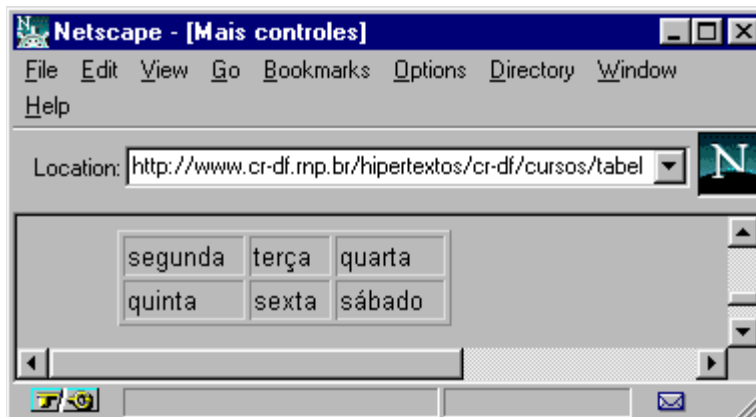 Netscape - [Mais controles]
File Edit View Go Bookmarks Options Directory Window
Help
Location: http://www.cr-df.rnp.br/hipertextos/cr-df/cursos/tabel
N
segunda terça quarta
quinta sexta sábado